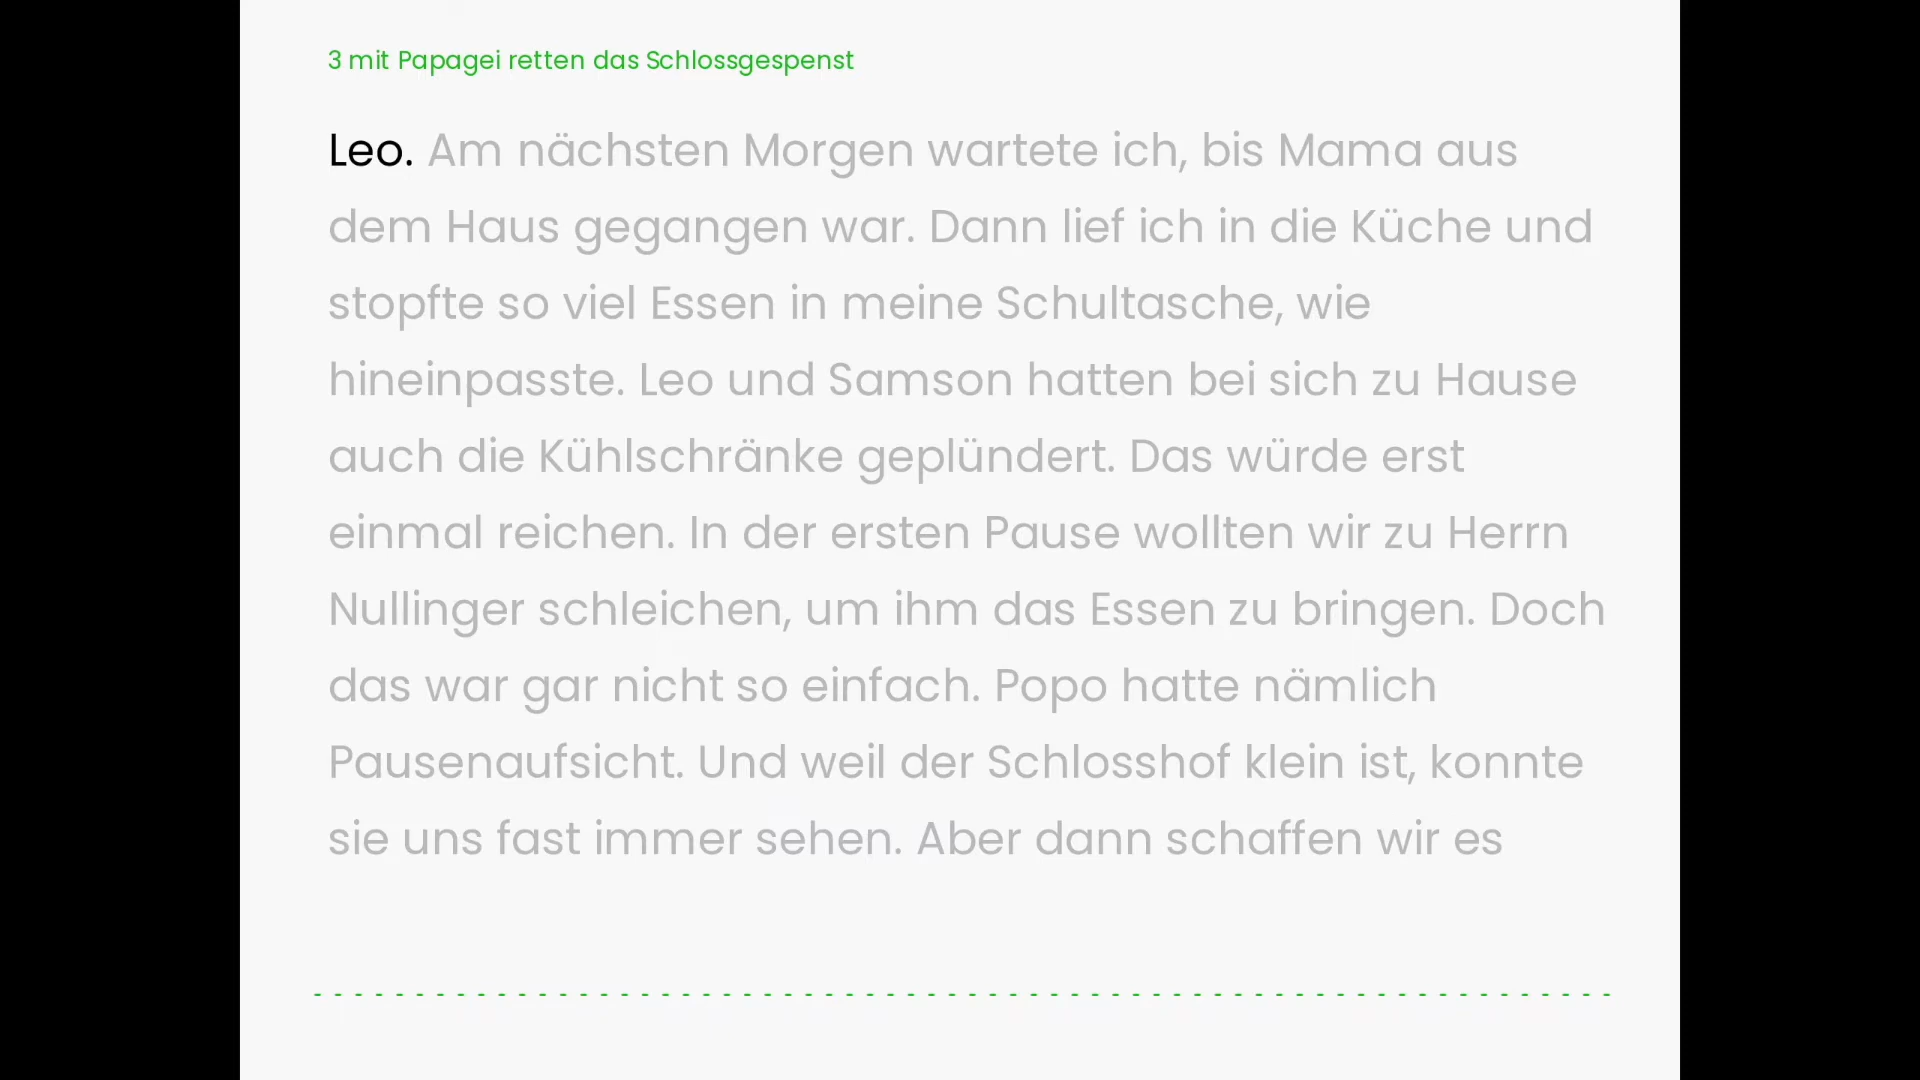 3 mit Papagei retten das Schlossgespenst
Leo. Am nächsten Morgen wartete ich, bis Mama aus
dem Haus gegangen war. Dann lief ich in die Küche und
stopfte so viel Essen in meine Schultasche, wie
hineinpasste. Leo und Samson hatten bei sich zu Hause
auch die Kühlschränke geplündert. Das würde erst
einmal reichen. In der ersten Pause wollten wir zu Herrn
Nullinger schleichen, um ihm das Essen zu bringen. Doch
das war gar nicht so einfach. Popo hatte nämlich
Pausenaufsicht. Und weil der Schlosshof klein ist, konnte
sie uns fast immer sehen. Aber dann schaffen wir es